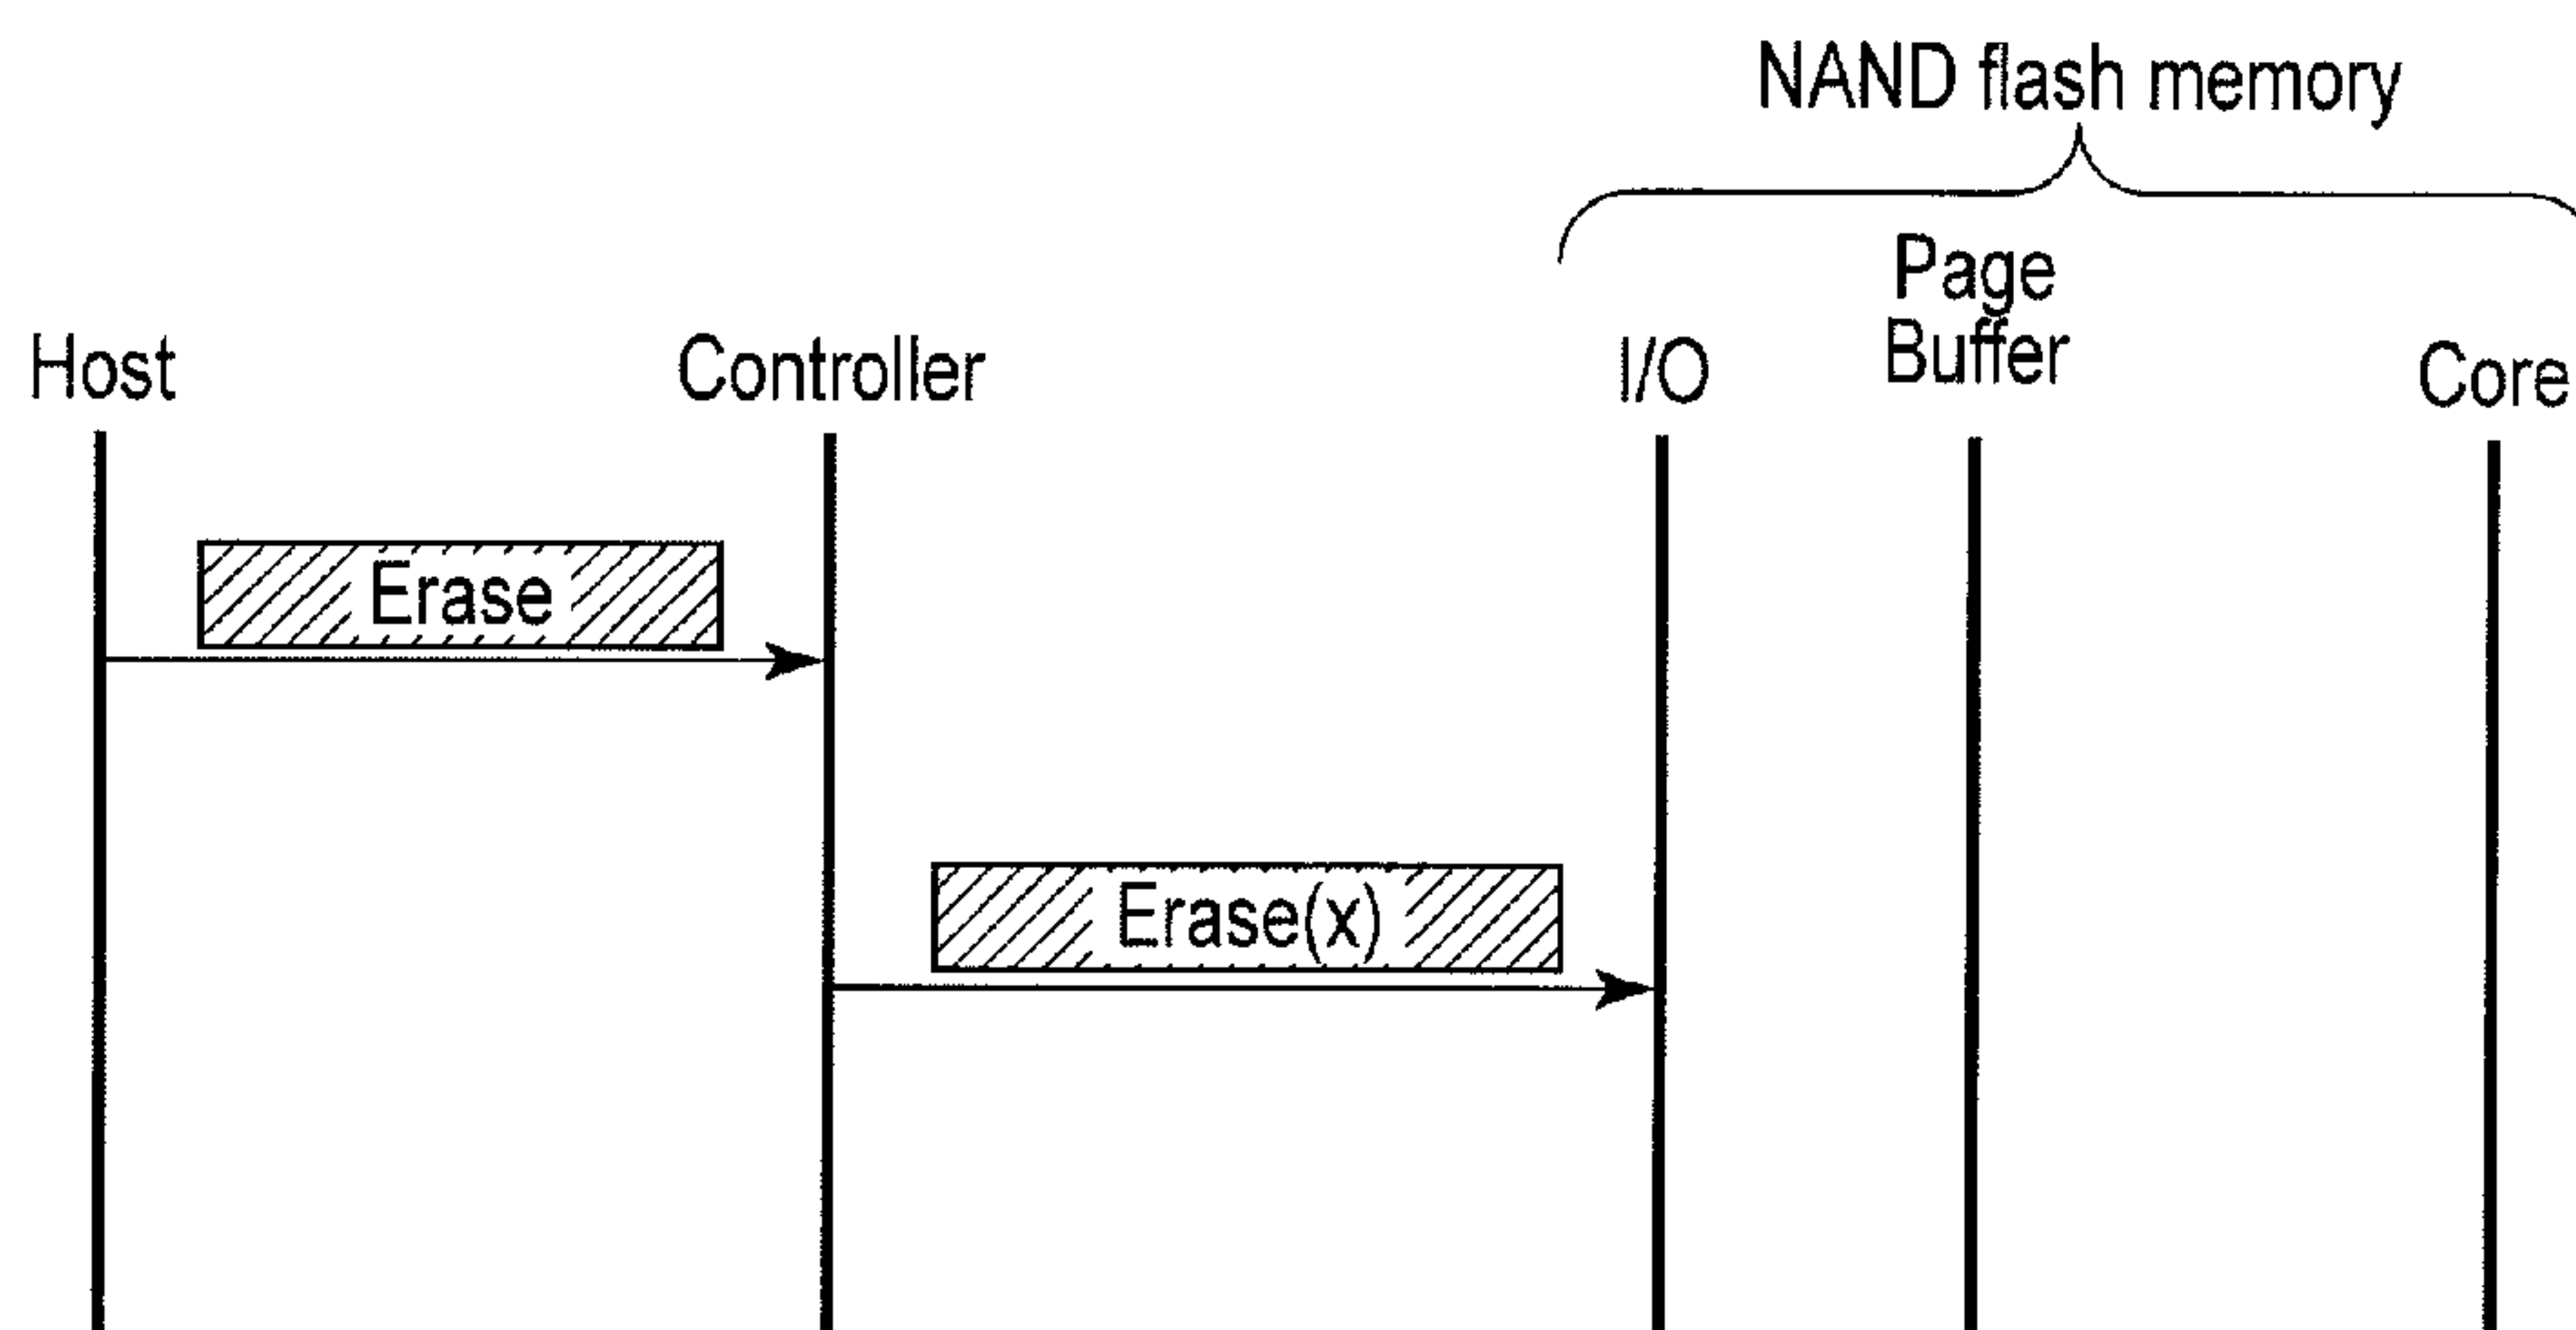 NAND flash memory
Host
Controller
I/O
Page
Buffer
Core
Erase
Erase(x)